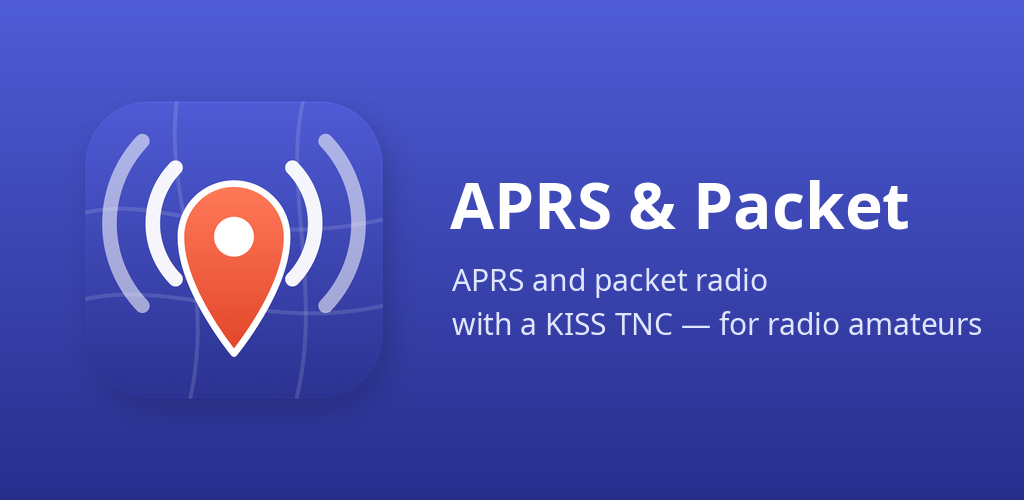 APRS & Packet
APRS and packet radio
with a KISS TNC — for radio amateurs